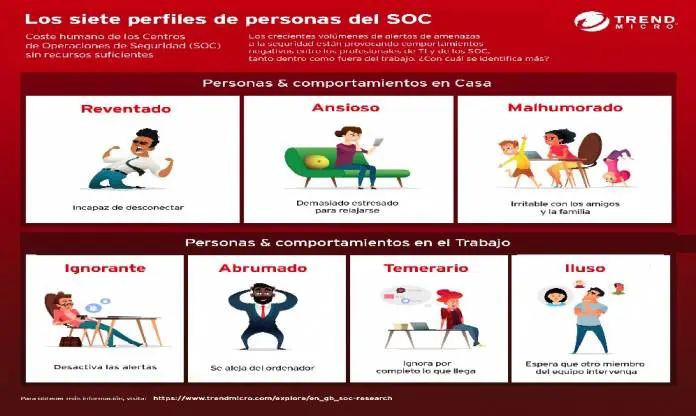 Los siete perfiles de personas del SOC
TREND
MICRO
Coste humano de los Centros
de Operaciones de Seguridad (SOC)
sin recursos suficientes
Los crecientes volúmenes de alertas de amenazas
a la seguridad están provocando comportamientos
negativos entre los profesionales de TI y de los SOC,
tanto dentro como fuera del trabajo. ¿Con cuál se identifica más?
Personas & comportamientos en Casa
Reventado
Incapaz de desconectar
Ansioso
Demasiado estresado
para relajarse
Malhumorado
Irritable con los amigos
y la familia
Personas & comportamientos en el Trabajo
Ignorante
Desactiva las alertas
Abrumado
Se aleja del ordenador
Temerario
Ignora por
completo lo que llega
Iluso
Espera que otro miembro
del equipo intervenga
Para obtener más información, visita: https://www.trendmicro.com/explore/en_gb_soc-research